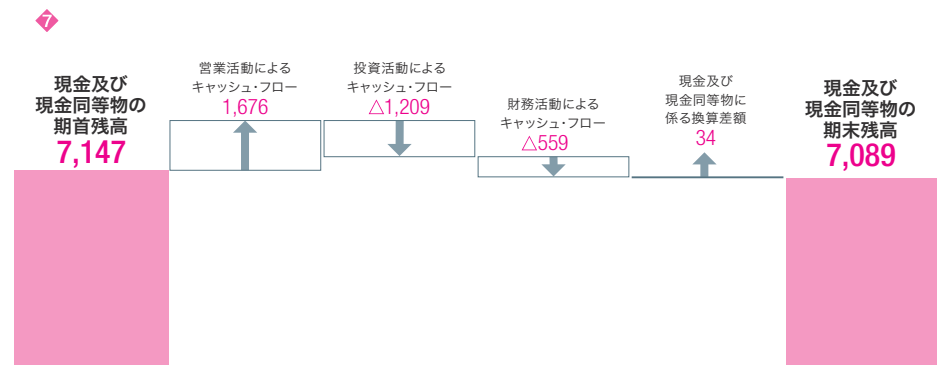 7
現金及び
現金同等物の
期首残高
7,147
営業活動による
キャッシュ・フロー
1,676
投資活動による
キャッシュ・フロー
△1,209
財務活動による
キャッシュ・フロー
△559
現金及び
現金同等物に
係る換算差額
34
現金及び
現金同等物の
期末残高
7,089